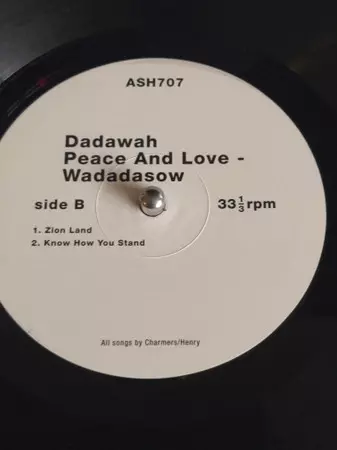 ASH707
Dadawah
Peace And Love -
Wadadasow
side B
33⅓rpm
1. Zion Land
2. Know How You Stand
All songs by Charmers/Henry